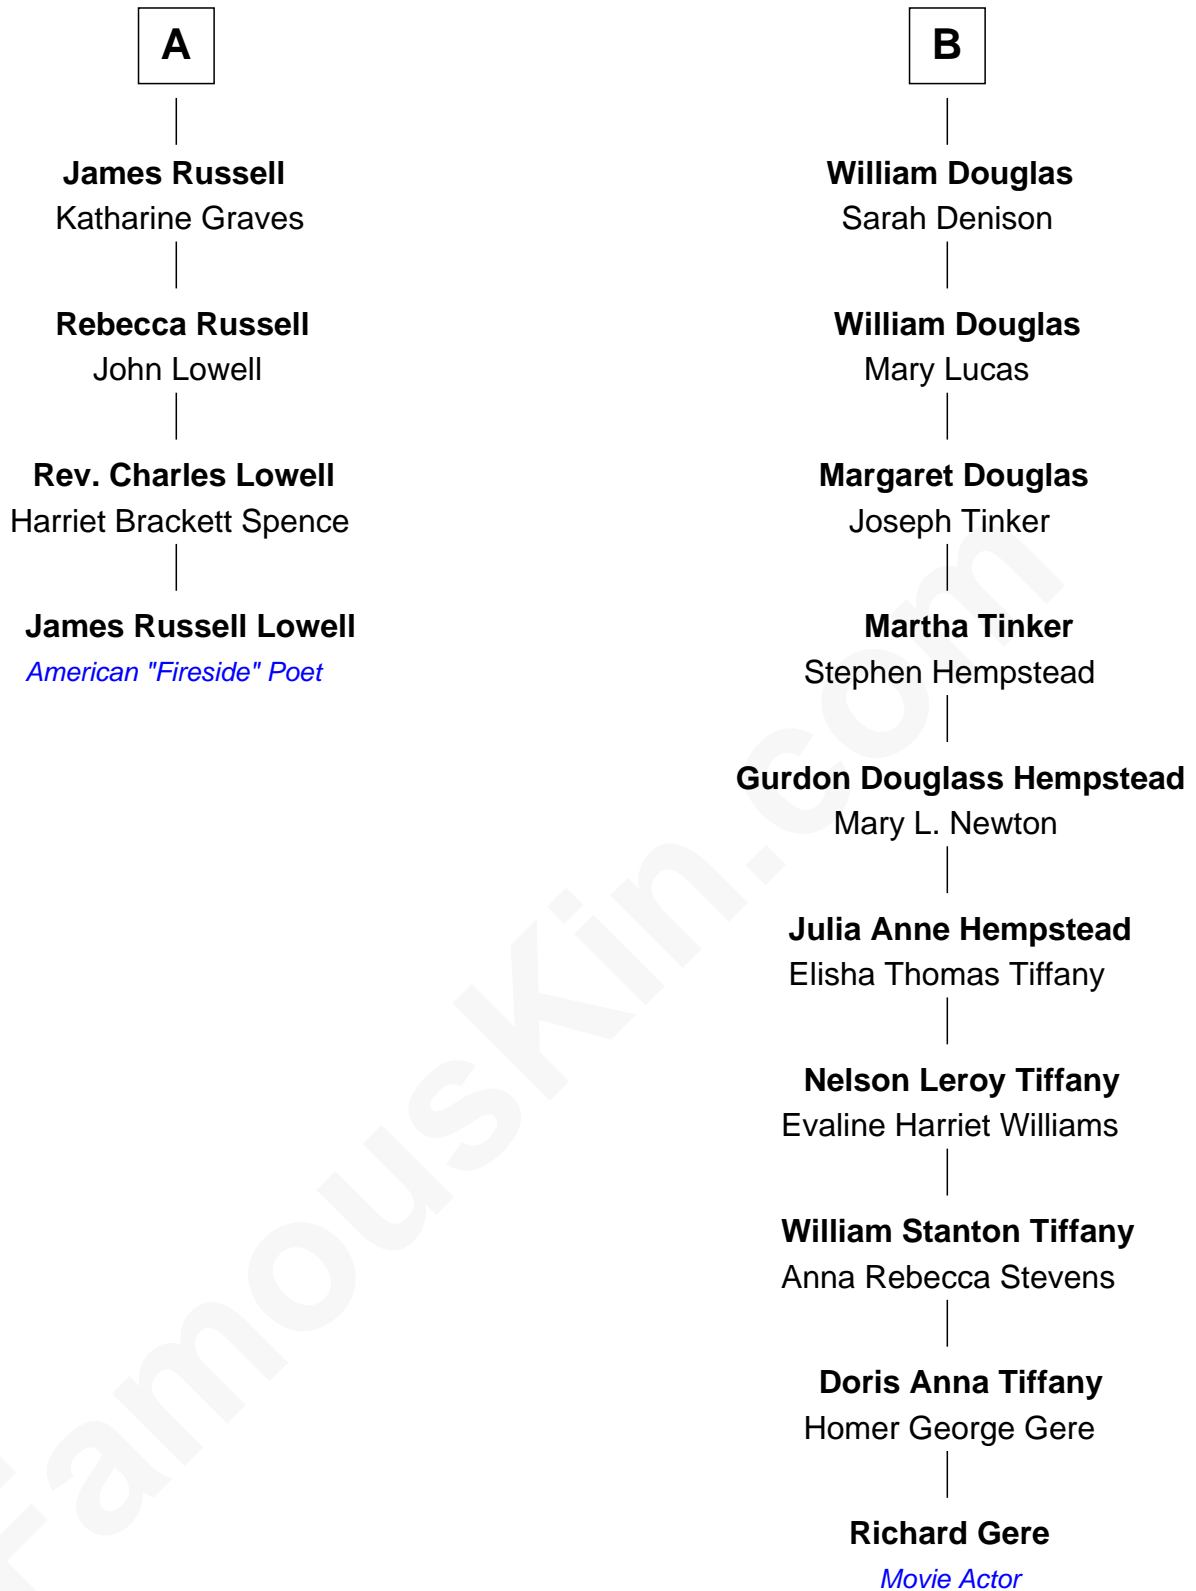 A
James Russell
Katharine Graves
Rebecca Russell
John Lowell
Rev. Charles Lowell
Harriet Brackett Spence
James Russell Lowell
American "Fireside" Poet
B
William Douglas
Sarah Denison
William Douglas
Mary Lucas
Margaret Douglas
Joseph Tinker
Martha Tinker
Stephen Hempstead
Gurdon Douglass Hempstead
Mary L. Newton
Julia Anne Hempstead
Elisha Thomas Tiffany
Nelson Leroy Tiffany
Evaline Harriet Williams
William Stanton Tiffany
Anna Rebecca Stevens
Doris Anna Tiffany
Homer George Gere
Richard Gere
Movie Actor
FamousKin.com